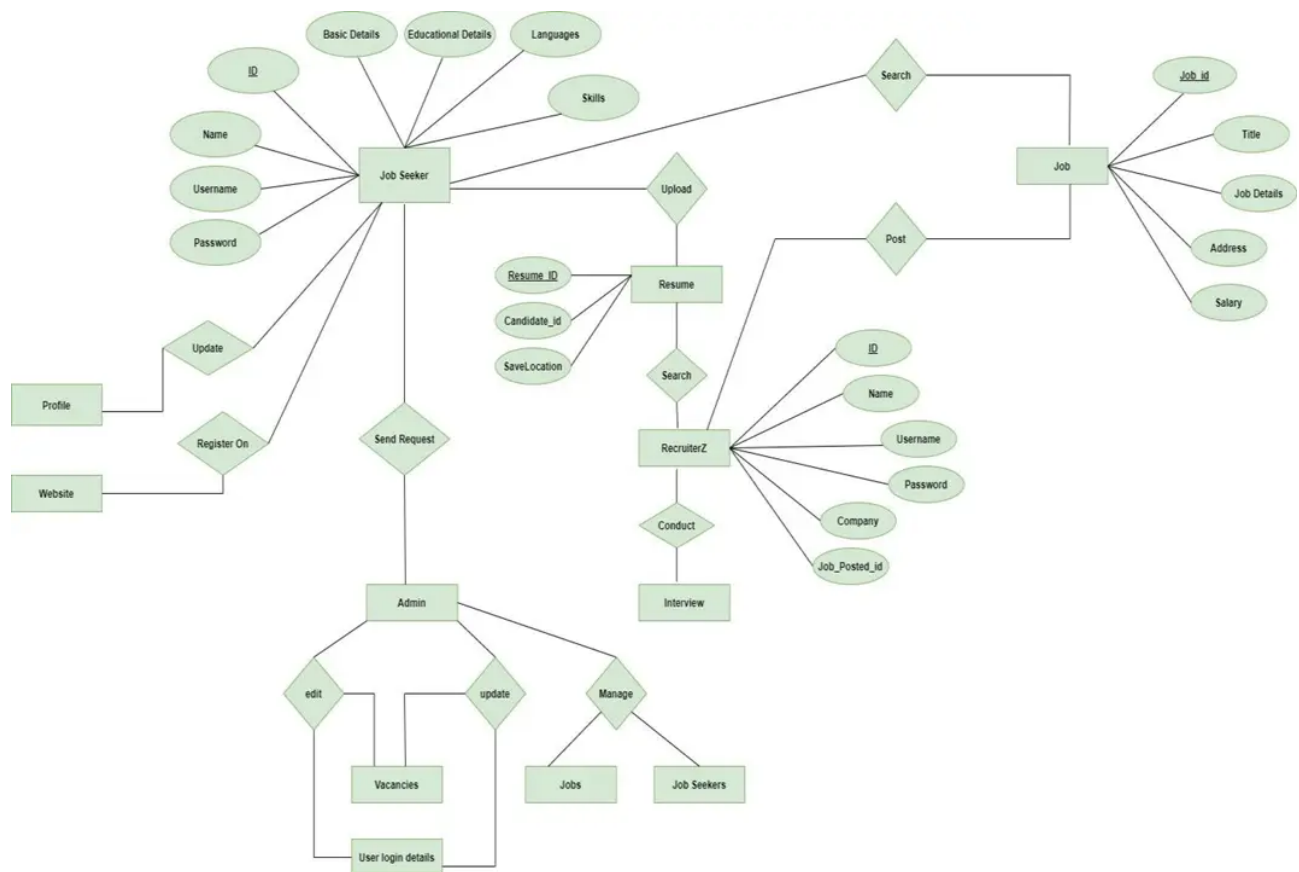 Basic Details
Educational Details
Languages
ID
Skills
Name
Username
Password
Job Seeker
Search
Job_id
Title
Job
Job Details
Address
Salary
Upload
Post
Resume_ID
Resume
Candidate_id
SaveLocation
Search
Update
Profile
Register On
Website
Send Request
ID
Name
Username
RecruiterZ
Password
Company
Conduct
Job_Posted_id
Admin
Interview
edit
update
Manage
Vacancies
Jobs
Job Seekers
User login details